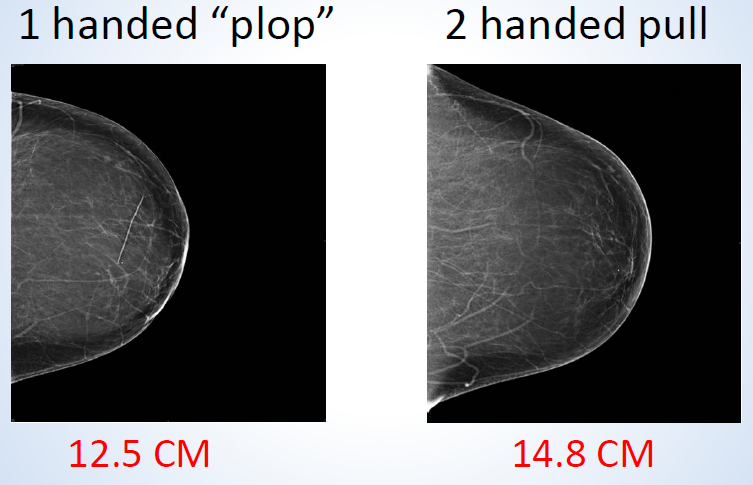 1 handed “plop”
2 handed pull
12.5 CM
14.8 CM